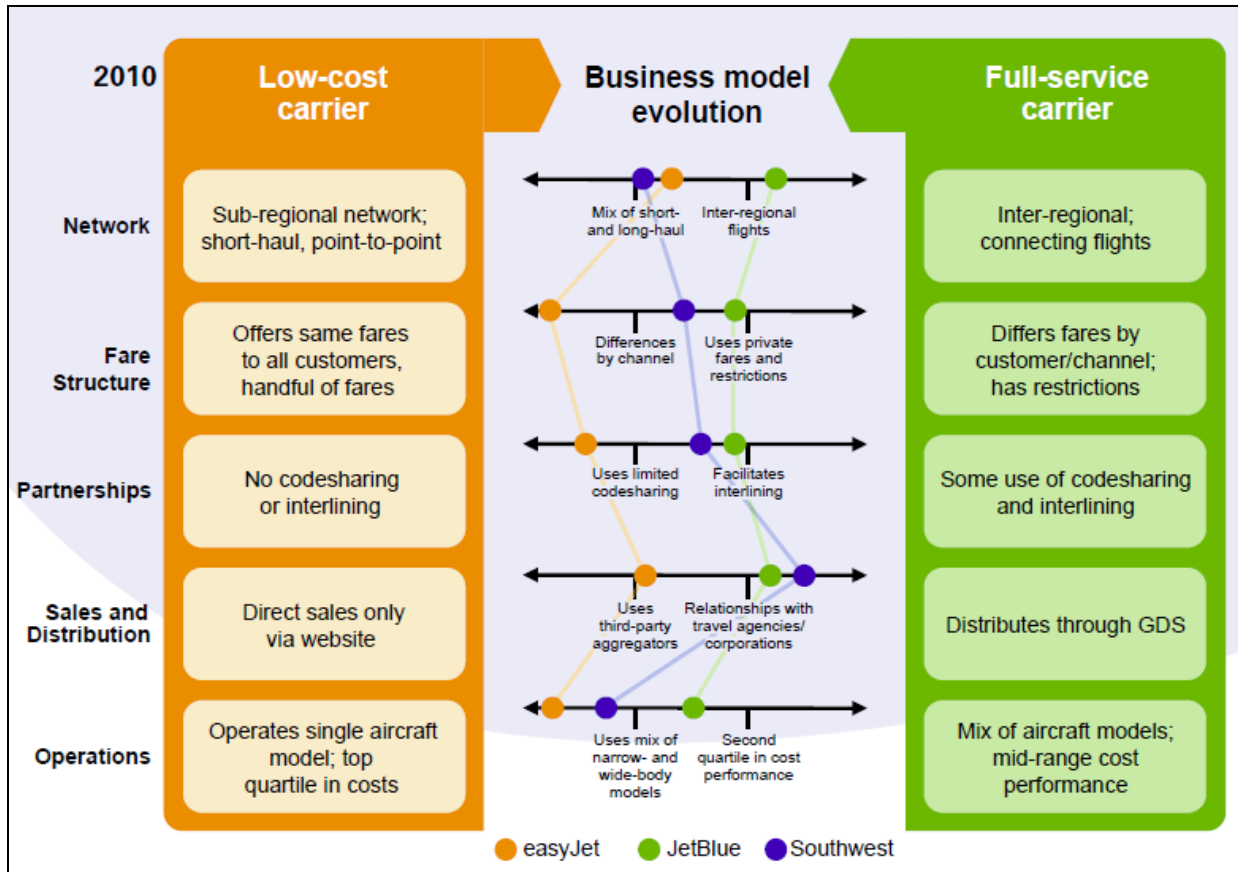 2010
Low-cost
carrier
Business model
evolution
Full-service
carrier
Network
Sub-regional network;
short-haul, point-to-point
Mix of short-
and long-haul
Inter-regional
flights
Inter-regional;
connecting flights
Fare
Structure
Offers same fares
to all customers,
handful of fares
Differences
by channel
Uses private
fares and
restrictions
Differs fares by
customer/channel;
has restrictions
Partnerships
No codesharing
or interlining
Uses limited
codesharing
Facilitates
interlining
Some use of codesharing
and interlining
Sales and
Distribution
Direct sales only
via website
Uses
third-party
aggregators
Relationships with
travel agencies/
corporations
Distributes through GDS
Operations
Operates single aircraft
model; top
quartile in costs
Uses mix of
narrow- and
wide-body
models
Second
quartile in cost
performance
Mix of aircraft models;
mid-range cost
performance
easyJet
JetBlue
Southwest